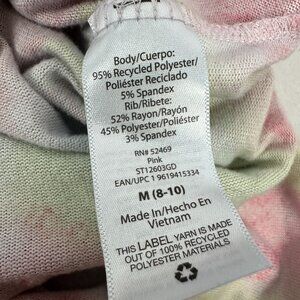 Body/Cuerpo:
95% Recycled Polyester/
Poliéster Reciclado
5% Spandex
Rib/Ribete:
52% Rayon/Rayón
45% Polyester/Poliéster
3% Spandex
RN# 52469
Pink
ST12603GD
EAN/UPC 1 9619415334
M (8-10)
Made In/Hecho En
Vietnam
THIS LABEL YARN IS MADE
OUT OF 100% RECYCLED
POLYESTER MATERIALS